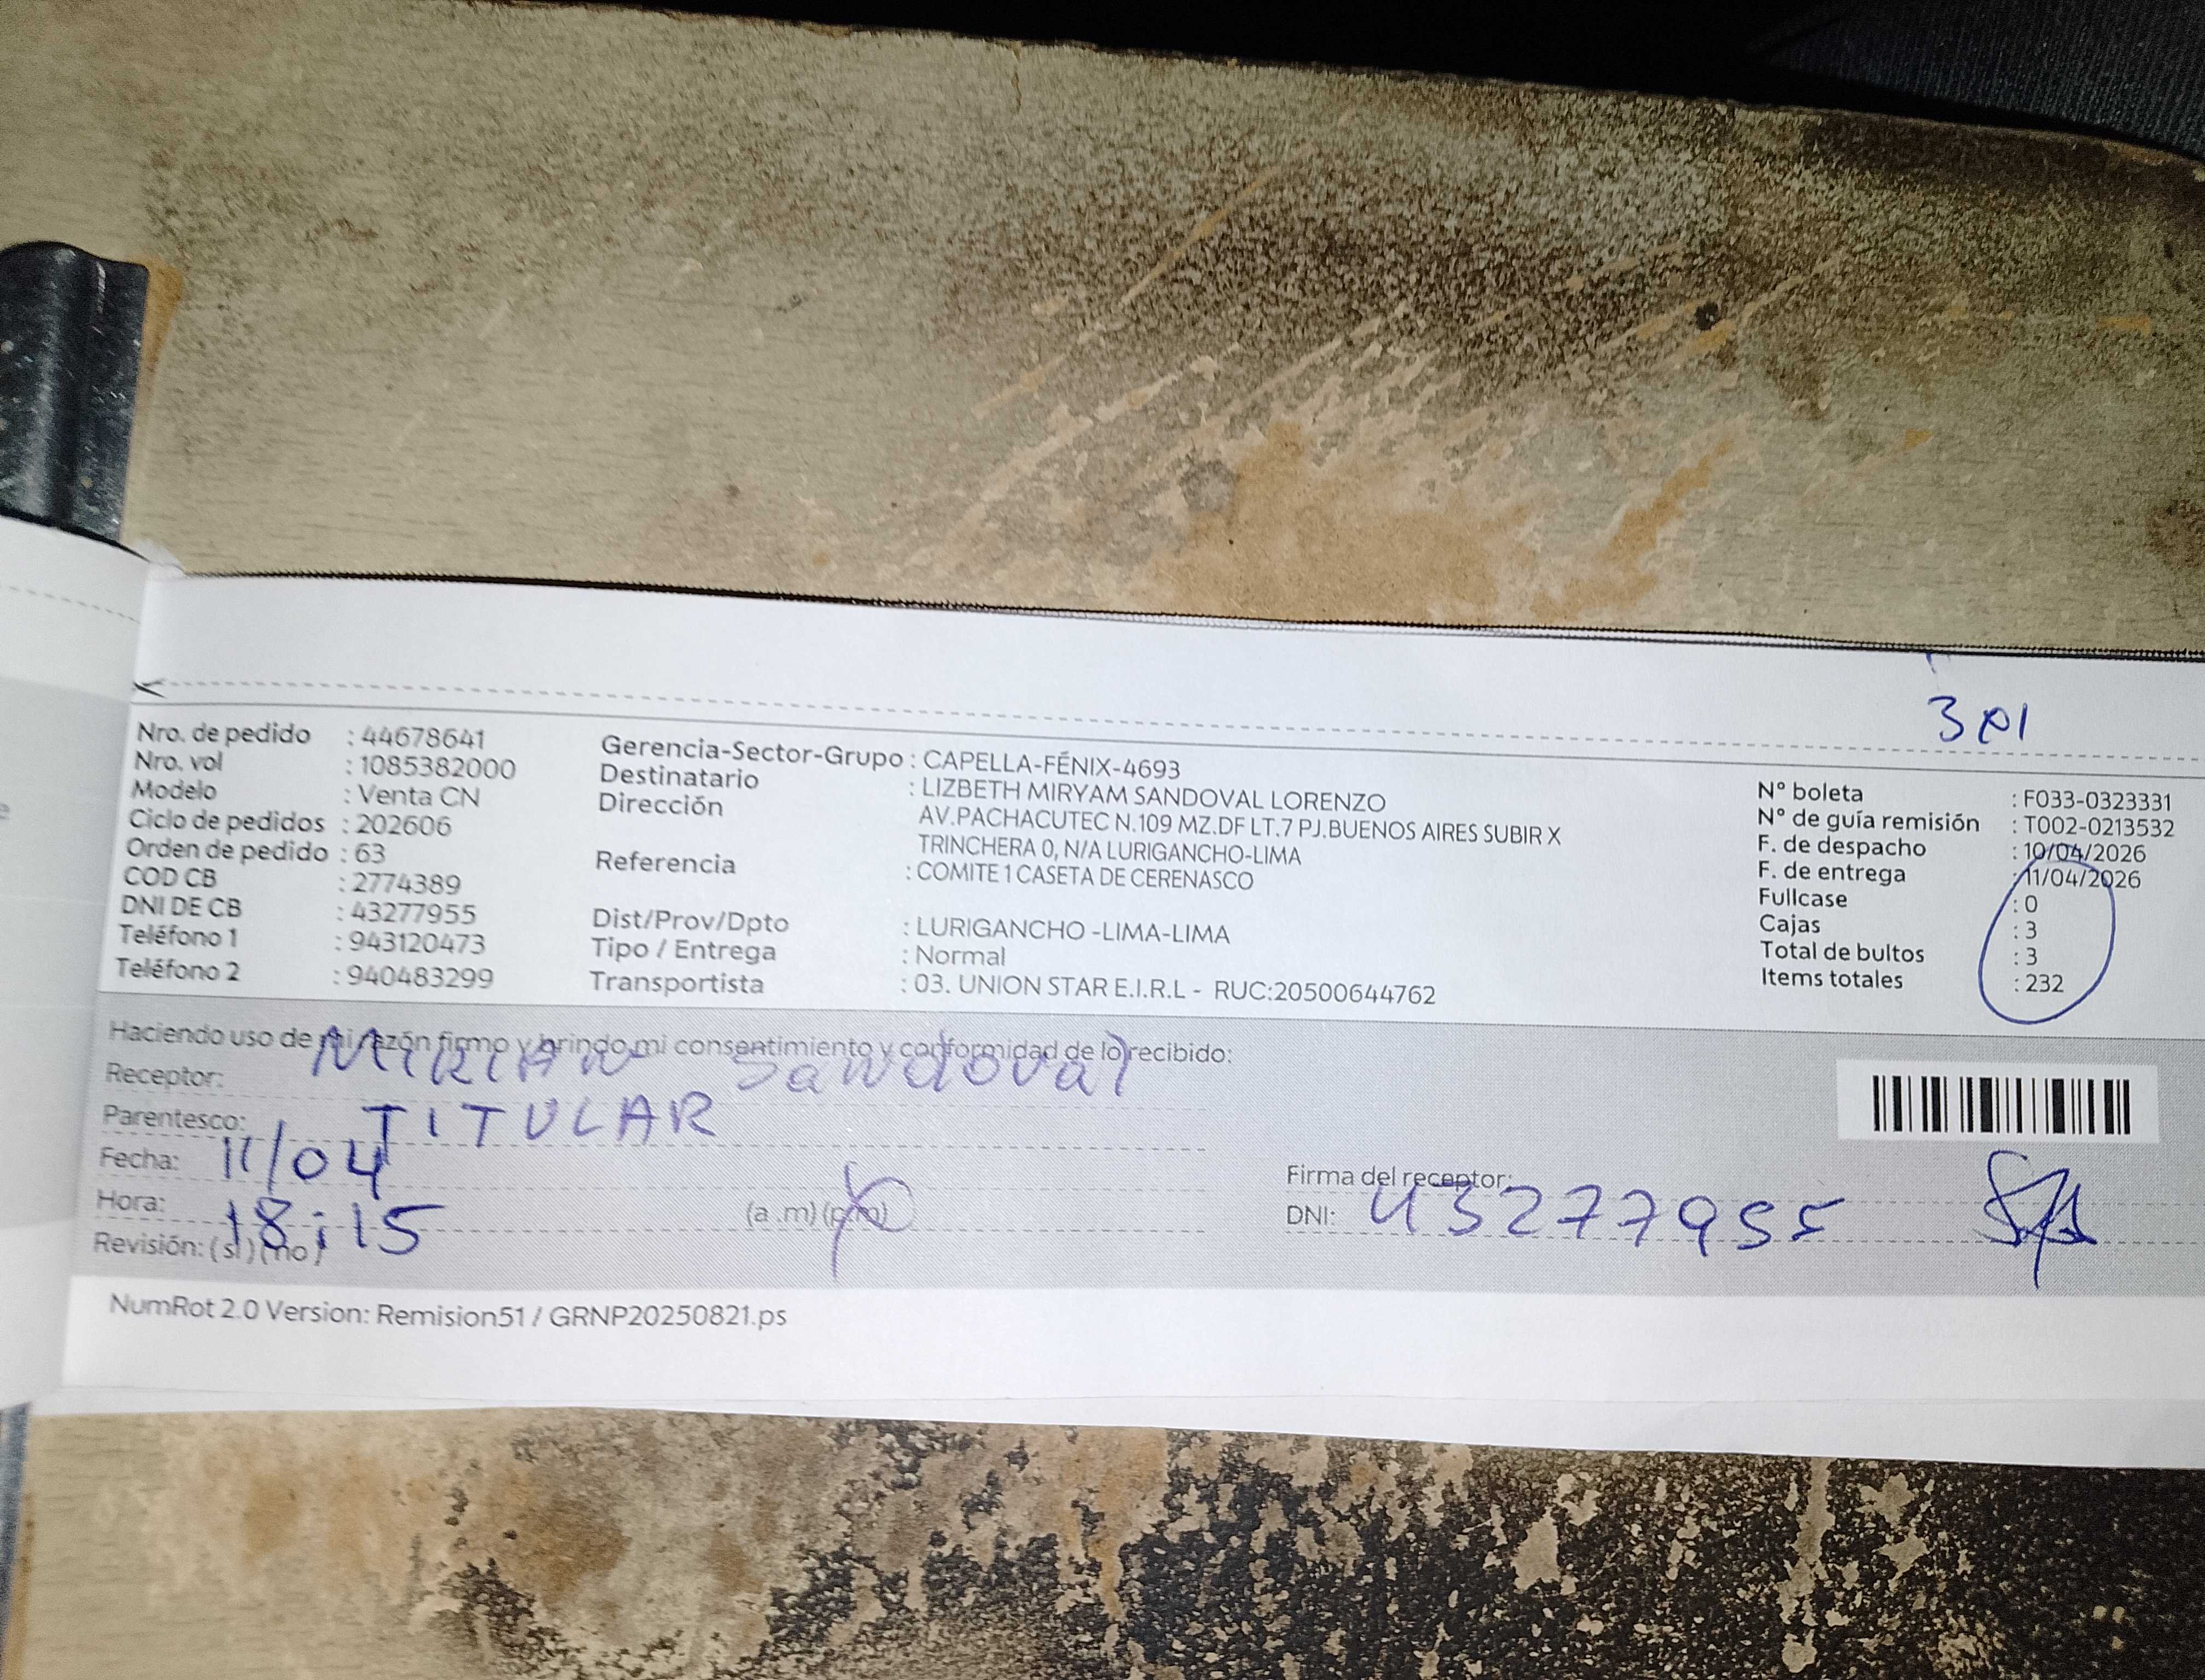 3
Nro. de pedido : 44678641
Nro. vol : 1085382000
Modelo : Venta CN
Ciclo de pedidos : 202606
Orden de pedido : 63
COD CB : 2774389
DNI DE CB : 43277955
Teléfono 1 : 943120473
Teléfono 2 : 940483299
Gerencia-Sector-Grupo : CAPELLA-FÉNIX-4693
Destinatario : LIZBETH MIRYAM SANDOVAL LORENZO
Dirección AV.PACHACUTEC N.109 MZ.DF LT.7 PJ.BUENOS AIRES SUBIR X
TRINCHERA 0, N/A LURIGANCHO-LIMA
Referencia : COMITE 1 CASETA DE CERENASCO
Dist/Prov/Dpto : LURIGANCHO -LIMA-LIMA
Tipo / Entrega : Normal
Transportista : 03. UNION STAR E.I.R.L - RUC:20500644762
N° boleta : F033-0323331
N° de guía remisión : T002-0213532
F. de despacho : 10/04/2026
F. de entrega : 11/04/2026
Fullcase : 0
Cajas : 3
Total de bultos : 3
Items totales : 232
Haciendo uso de mi razón firmo y brindo mi consentimiento y conformidad de lo recibido:
Receptor: MIRIAN Sandoval
Parentesco: TITULAR
Fecha: 11/04
Hora: 18:15 (a .m) (p.m)
Revisión: ( si ) ( no )
Firma del receptor:
DNI: 43277955
NumRot 2.0 Version: Remision51 / GRNP20250821.ps